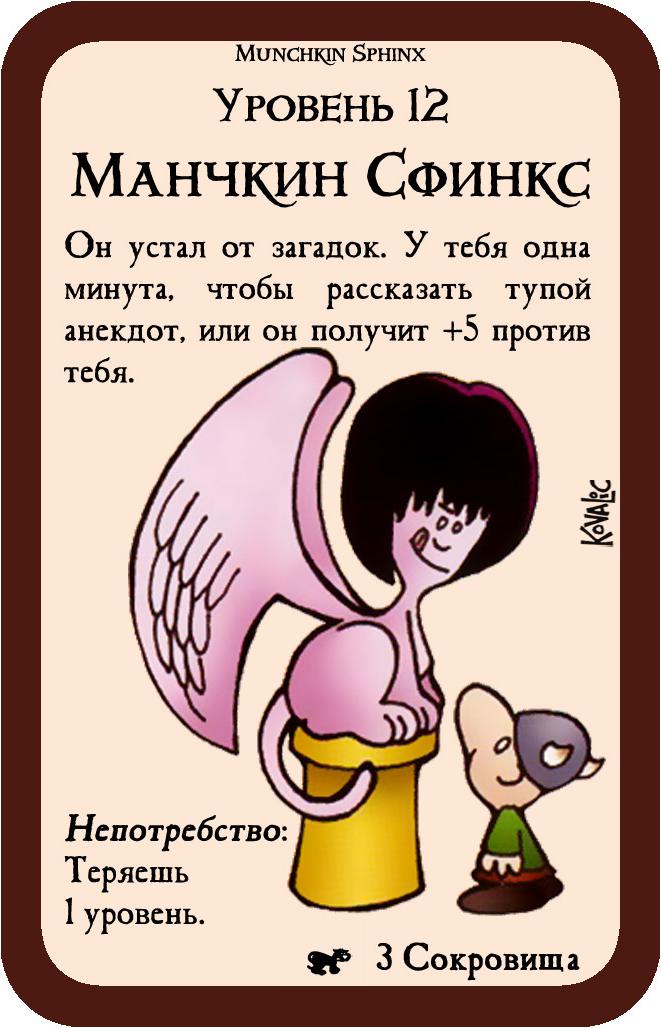 Munchkin Sphinx
Уровень 12
Манчкин Сфинкс
Он устал от загадок. У тебя одна
минута, чтобы рассказать тупой
анекдот, или он получит +5 против
тебя.
Kovalic
Непотребство:
Теряешь
1 уровень.
3 Сокровища